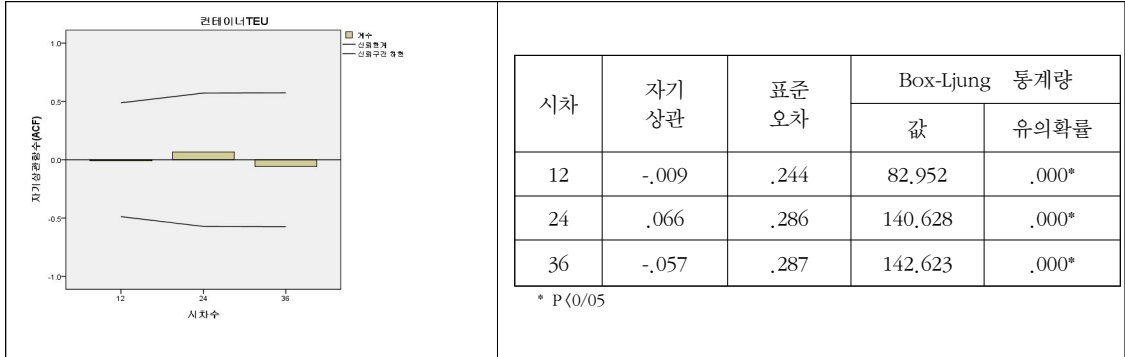 컨테이너TEU
계수
신뢰한계
신뢰구간 하한
1.0
0.5
0.0
-0.5
-1.0
자기상관함수(ACF)
12 24 36
시차수
시차 자기 상관 표준 오차 Box-Ljung 통계량
값 유의확률
12 -.009 .244 82.952 .000*
24 .066 .286 140.628 .000*
36 -.057 .287 142.623 .000*
* P<0/05